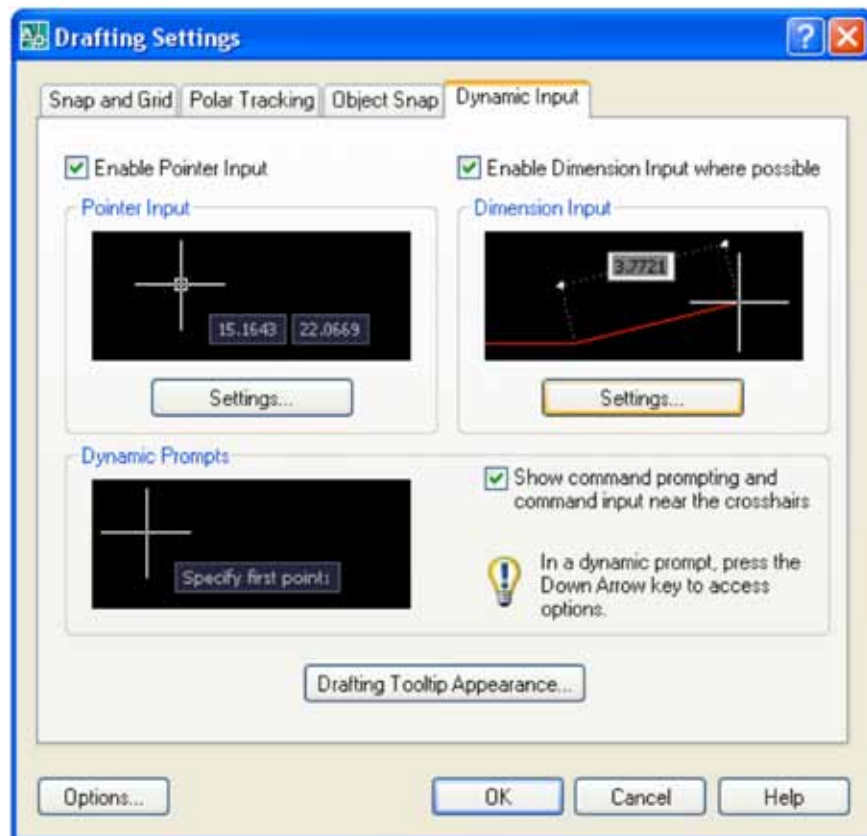 Drafting Settings
Snap and Grid Polar Tracking Object Snap Dynamic Input
Enable Pointer Input
Enable Dimension Input where possible
Pointer Input
Dimension Input
15.1643 22.0669
3.7721
Settings...
Settings...
Dynamic Prompts
Specify first point:
Show command prompting and
command input near the crosshairs
In a dynamic prompt, press the
Down Arrow key to access
options.
Drafting Tooltip Appearance...
Options...
OK
Cancel
Help